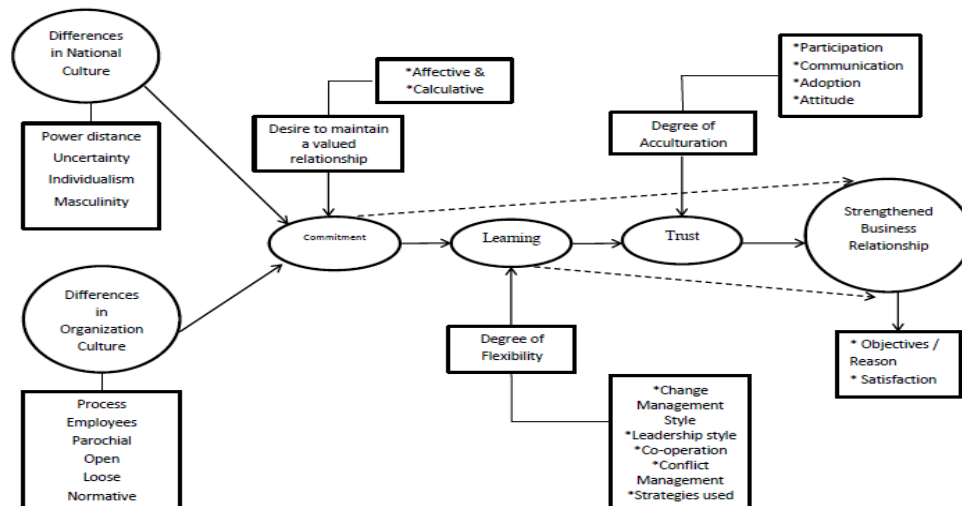 Differences
in National
Culture
Power distance
Uncertainty
Individualism
Masculinity
*Affective &
*Calculative
Desire to maintain
a valued
relationship
*Participation
*Communication
*Adoption
*Attitude
Degree of
Acculturation
Commitment
Learning
Trust
Strengthened
Business
Relationship
Differences
in
Organization
Culture
Process
Employees
Parochial
Open
Loose
Normative
Degree of
Flexibility
*Change
Management
Style
*Leadership style
*Co-operation
*Conflict
Management
*Strategies used
* Objectives /
Reason
* Satisfaction